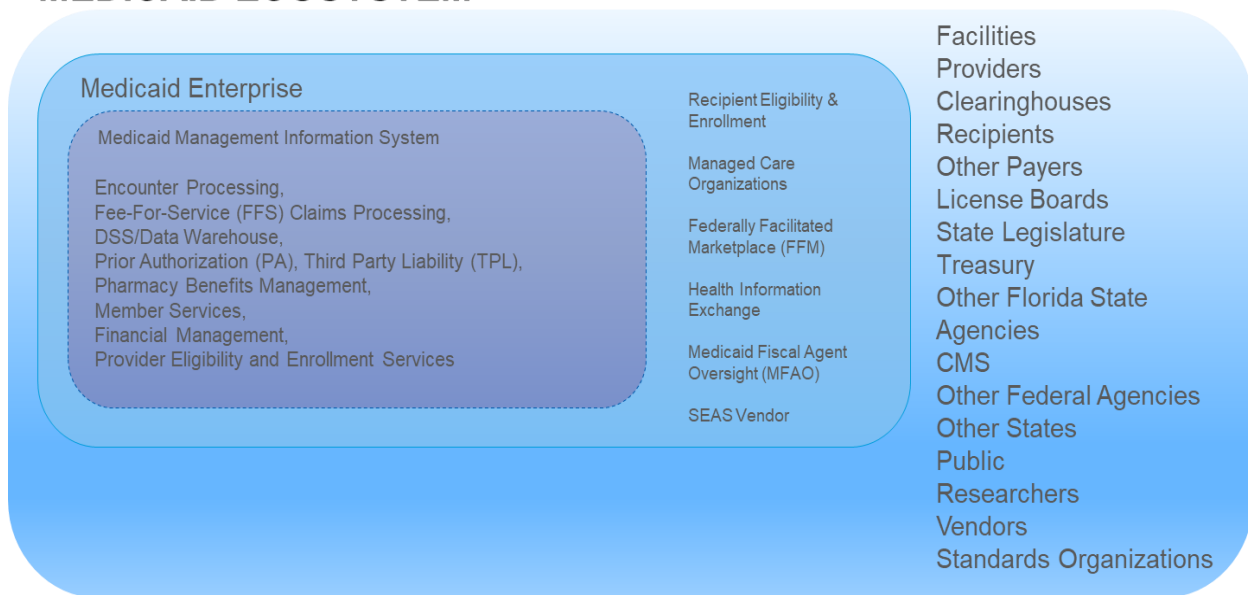 MEDICAID ECOSYSTEM
Medicaid Enterprise
Medicaid Management Information System
Encounter Processing,
Fee-For-Service (FFS) Claims Processing,
DSS/Data Warehouse,
Prior Authorization (PA), Third Party Liability (TPL),
Pharmacy Benefits Management,
Member Services,
Financial Management,
Provider Eligibility and Enrollment Services
Recipient Eligibility &
Enrollment
Managed Care
Organizations
Federally Facilitated
Marketplace (FFM)
Health Information
Exchange
Medicaid Fiscal Agent
Oversight (MFAO)
SEAS Vendor
Facilities
Providers
Clearinghouses
Recipients
Other Payers
License Boards
State Legislature
Treasury
Other Florida State
Agencies
CMS
Other Federal Agencies
Other States
Public
Researchers
Vendors
Standards Organizations